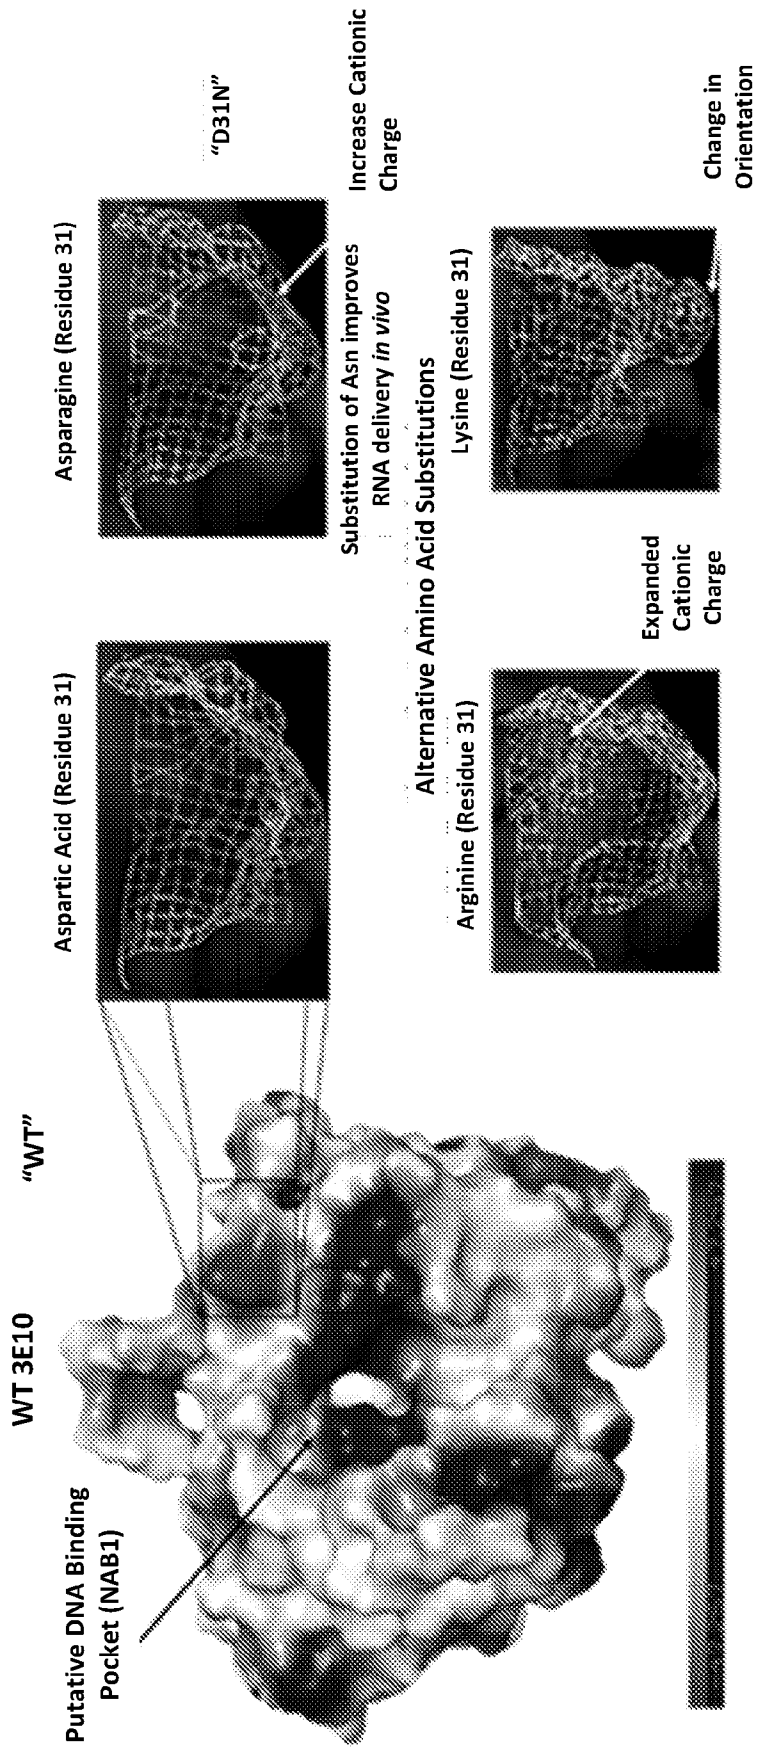 WT 3E10
"WT"
Putative DNA Binding
Pocket (NAB1)
Aspartic Acid (Residue 31)
Asparagine (Residue 31)
"D31N"
Increase Cationic
Charge
Substitution of Asn improves
RNA delivery in vivo
Alternative Amino Acid Substitutions
Arginine (Residue 31)
Lysine (Residue 31)
Expanded
Cationic
Charge
Change in
Orientation